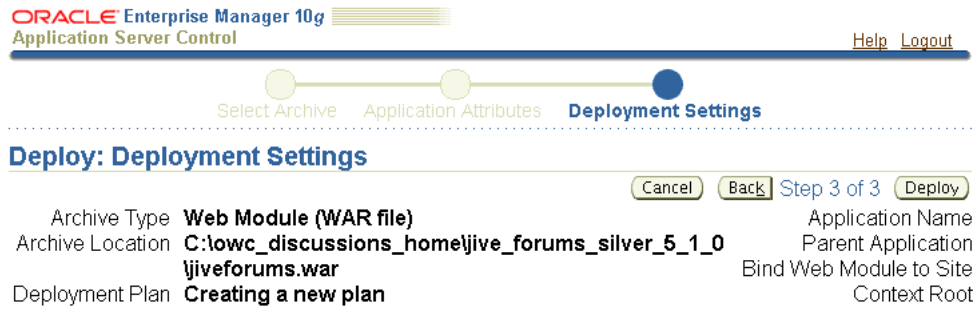 ORACLE Enterprise Manager 10g
Application Server Control
Help Logout
Select Archive Application Attributes Deployment Settings
Deploy: Deployment Settings
Cancel Back Step 3 of 3 Deploy
Archive Type Web Module (WAR file) Application Name
Archive Location C:\owc_discussions_home\jive_forums_silver_5_1_0 Parent Application
\jiveforums.war Bind Web Module to Site
Deployment Plan Creating a new plan Context Root